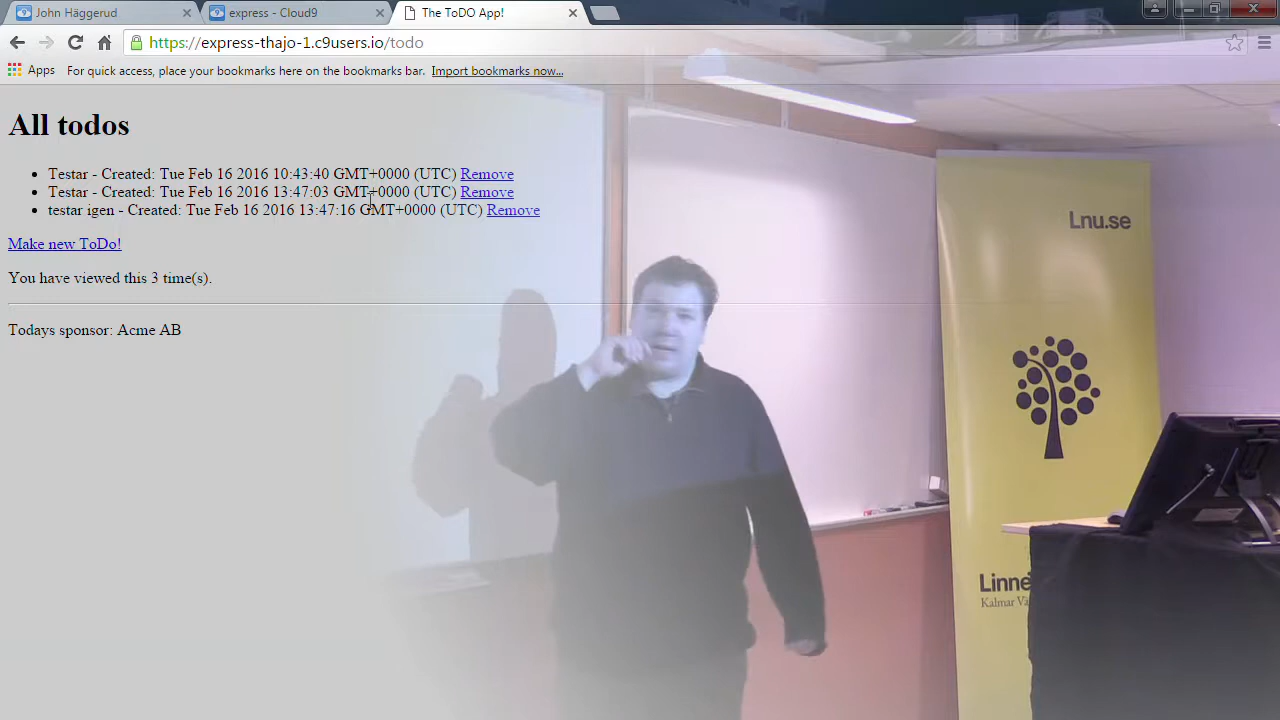 John Häggerud
express - Cloud9
The ToDO App!
https://express-thajo-1.c9users.io/todo
Apps
For quick access, place your bookmarks here on the bookmarks bar. Import bookmarks now...
All todos
Testar - Created: Tue Feb 16 2016 10:43:40 GMT+0000 (UTC) Remove
Testar - Created: Tue Feb 16 2016 13:47:03 GMT+0000 (UTC) Remove
testar igen - Created: Tue Feb 16 2016 13:47:16 GMT+0000 (UTC) Remove
Make new ToDo!
You have viewed this 3 time(s).
Todays sponsor: Acme AB
Lnu.se
Linne
Kalmar Vä